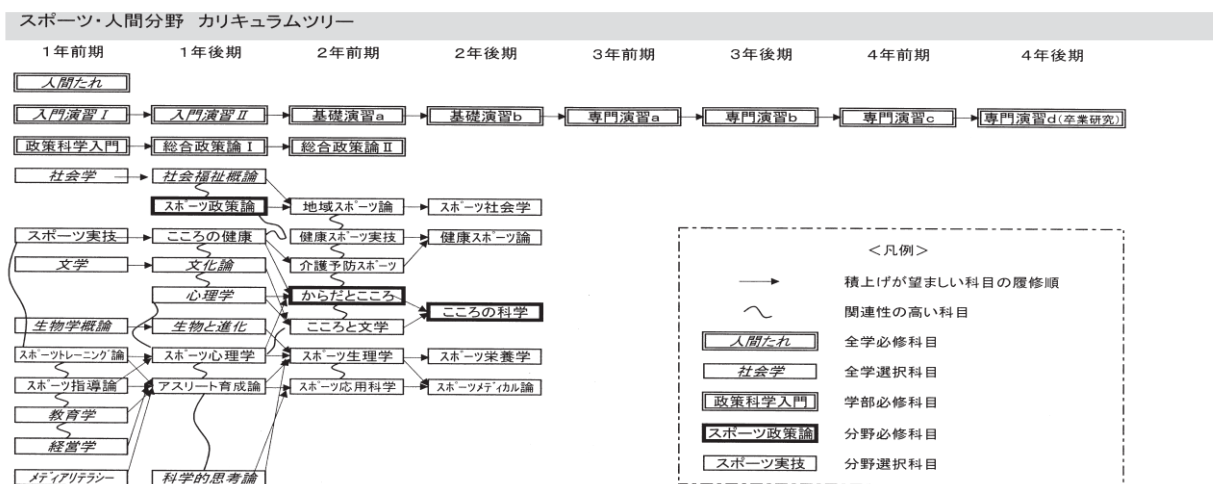 スポーツ・人間分野 カリキュラムツリー
1年前期 1年後期 2年前期 2年後期 3年前期 3年後期 4年前期 4年後期
人間たれ
入門演習Ⅰ 入門演習Ⅱ 基礎演習a 基礎演習b 専門演習a 専門演習b 専門演習c 専門演習d(卒業研究)
政策科学入門 総合政策論Ⅰ 総合政策論Ⅱ
社会学 社会福祉概論
スポーツ政策論 地域スポーツ論 スポーツ社会学
スポーツ実技 こころの健康 健康スポーツ実技 健康スポーツ論
文学 文化論 介護予防スポーツ
心理学 からだとこころ
こころの科学
生物学概論 生物と進化 こころと文学
スポーツトレーニング論 スポーツ心理学 スポーツ生理学 スポーツ栄養学
スポーツ指導論 アスリート育成論 スポーツ応用科学 スポーツメディカル論
教育学
経営学
メディアリテラシー 科学的思考論
<凡例>
積上げが望ましい科目の履修順
関連性の高い科目
人間たれ 全学必修科目
社会学 全学選択科目
政策科学入門 学部必修科目
スポーツ政策論 分野必修科目
スポーツ実技 分野選択科目